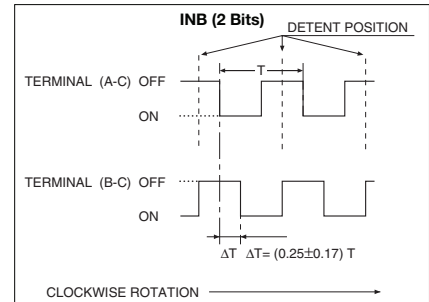 INB (2 Bits)
DETENT POSITION
TERMINAL (A-C) OFF
T
ON
TERMINAL (B-C) OFF
ON
ΔT ΔT= (0.25±0.17) T
CLOCKWISE ROTATION